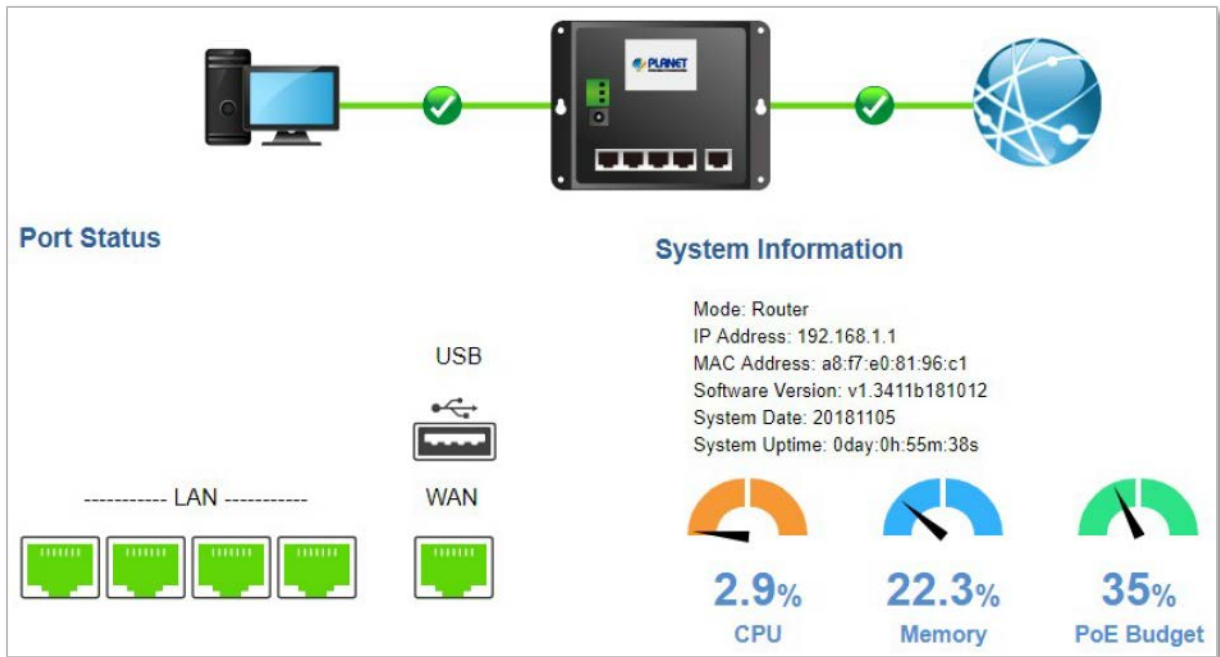 PLANET
Port Status
System Information
Mode: Router
IP Address: 192.168.1.1
MAC Address: a8:f7:e0:81:96:c1
Software Version: v1.3411b181012
System Date: 20181105
System Uptime: 0day:0h:55m:38s
USB
----------- LAN -----------
WAN
2.9%
CPU
22.3%
Memory
35%
PoE Budget